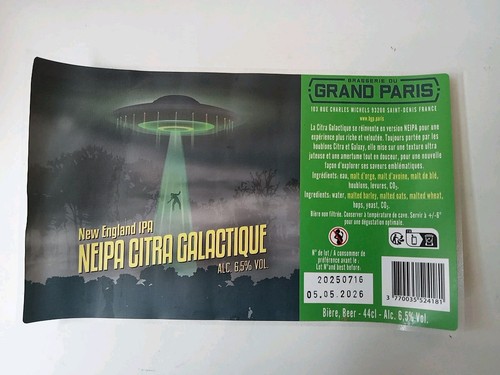 New England IPA
NEIPA CITRA GALACTIQUE
ALC. 6,5% VOL.
BRASSERIE DU
GRAND PARIS
103 RUE CHARLES MICHELS 93200 SAINT-DENIS FRANCE
www.bgp.paris
La Citra Galactique se réinvente en version NEIPA pour une
expérience plus riche et veloutée. Toujours portée par les
houblons Citra et Galaxy, elle mise sur une texture ultra
juteuse et une amertume tout en douceur, pour une nouvelle
façon d'explorer ses saveurs emblématiques.
Ingrédients: eau, malt d'orge, malt d'avoine, malt de blé,
houblons, levures, CO₂.
Ingredients: water, malted barley, malted oats, malted wheat,
hops, yeast, CO₂.
Bière non filtrée. Conserver à température de cave. Servir à +/-6°
pour une dégustation optimale.
N° de lot / A consommer de
préférence avant le :
Lot N°and best before:
20250716
05.05.2026
3 770035 524181
Bière, Beer - 44cl - Alc. 6,5% Vol.